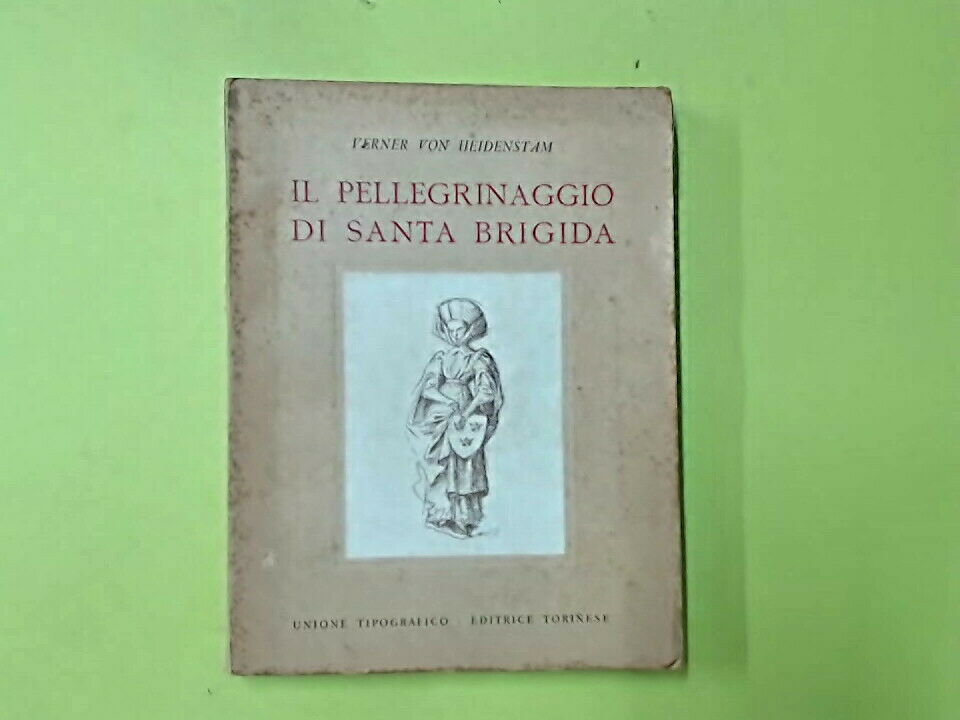 VERNER VON HEIDENSTAM
IL PELLEGRINAGGIO
DI SANTA BRIGIDA
UNIONE TIPOGRAFICO - EDITRICE TORINESE